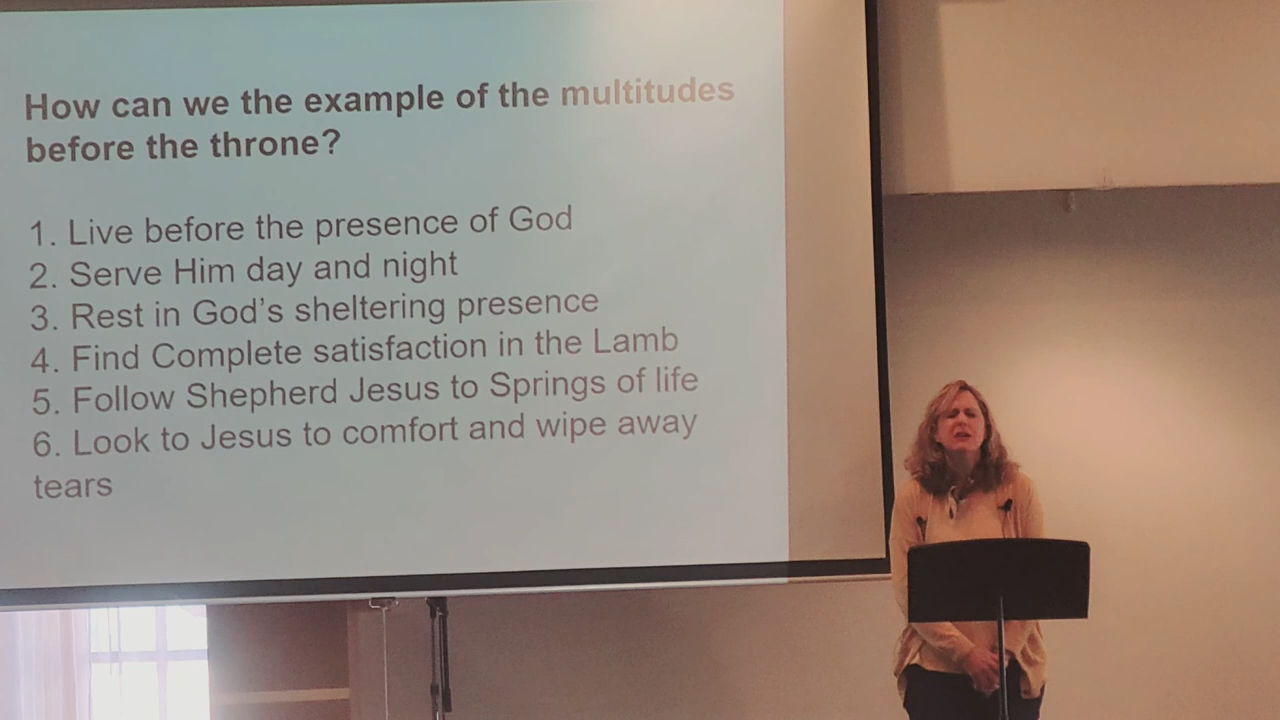 How can we the example of the multitudes
before the throne?
1. Live before the presence of God
2. Serve Him day and night
3. Rest in God's sheltering presence
4. Find Complete satisfaction in the Lamb
5. Follow Shepherd Jesus to Springs of life
6. Look to Jesus to comfort and wipe away
tears